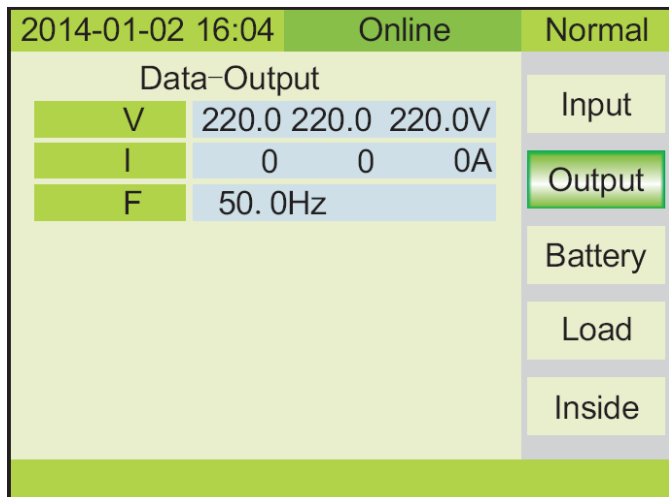 2014-01-02 16:04 Online Normal
Data-Output
V 220.0 220.0 220.0V
I 0 0 0A
F 50.0Hz
Input
Output
Battery
Load
Inside